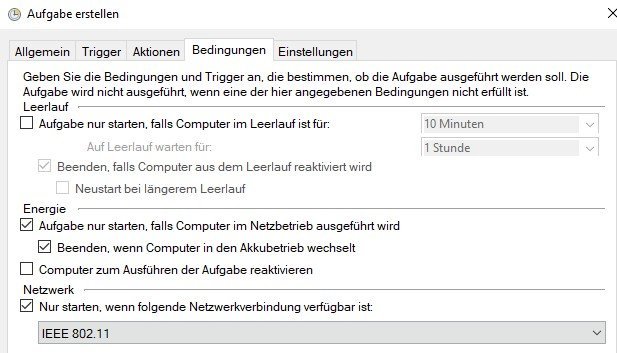 Aufgabe erstellen
Allgemein Trigger Aktionen Bedingungen Einstellungen
Geben Sie die Bedingungen und Trigger an, die bestimmen, ob die Aufgabe ausgeführt werden soll. Die
Aufgabe wird nicht ausgeführt, wenn eine der hier angegebenen Bedingungen nicht erfüllt ist.
Leerlauf
Aufgabe nur starten, falls Computer im Leerlauf ist für: 10 Minuten
Auf Leerlauf warten für: 1 Stunde
Beenden, falls Computer aus dem Leerlauf reaktiviert wird
Neustart bei längerem Leerlauf
Energie
Aufgabe nur starten, falls Computer im Netzbetrieb ausgeführt wird
Beenden, wenn Computer in den Akkubetrieb wechselt
Computer zum Ausführen der Aufgabe reaktivieren
Netzwerk
Nur starten, wenn folgende Netzwerkverbindung verfügbar ist:
IEEE 802.11